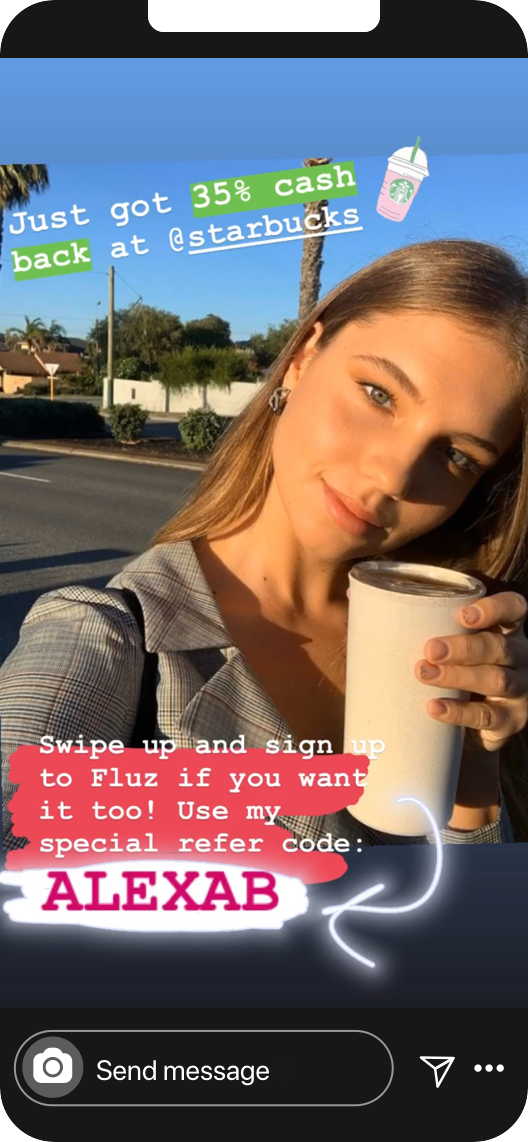 Just got 35% cash
back at @starbucks
Swipe up and sign up
to Fluz if you want
it too! Use my
special refer code:
ALEXAB
Send message